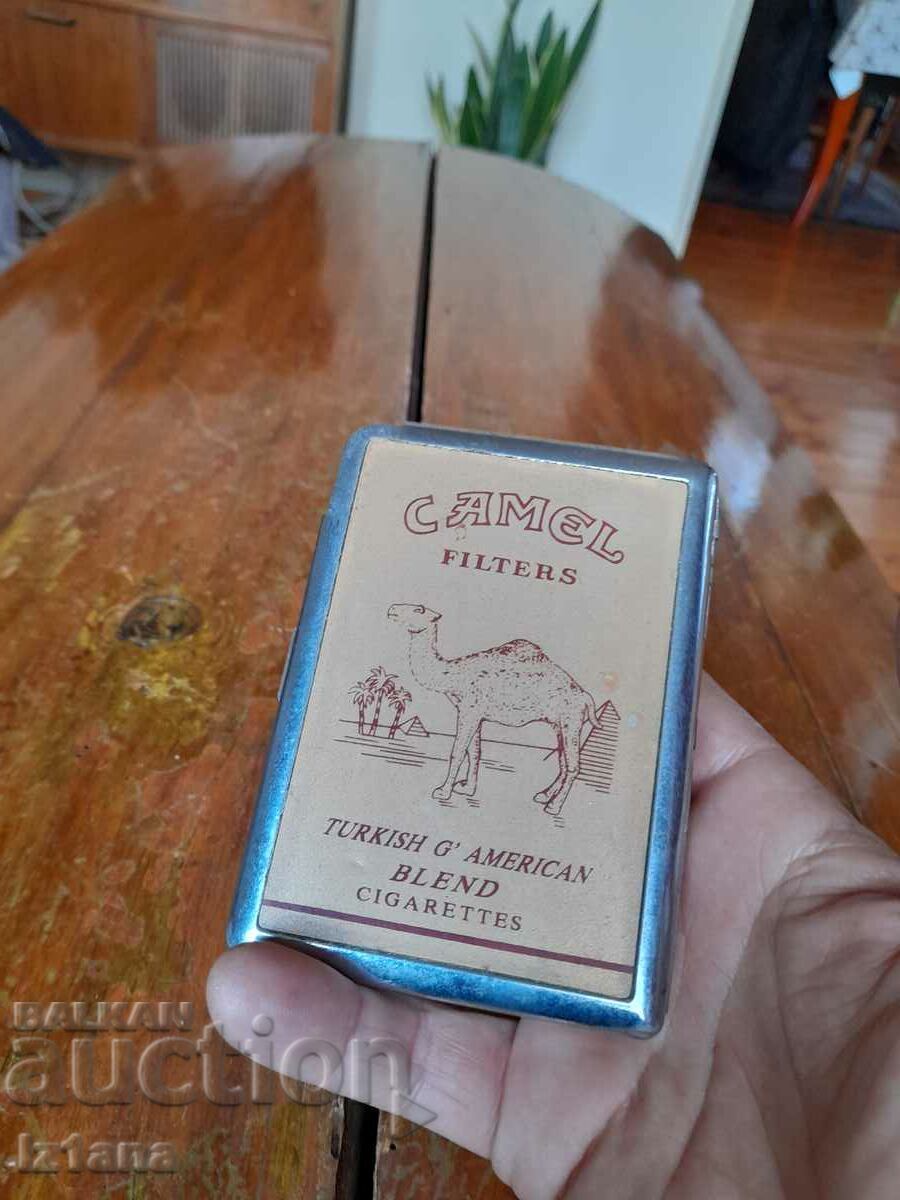 CAMEL
FILTERS
TURKISH G' AMERICAN
BLEND
CIGARETTES
BALKAN
auction
.Iz1ana